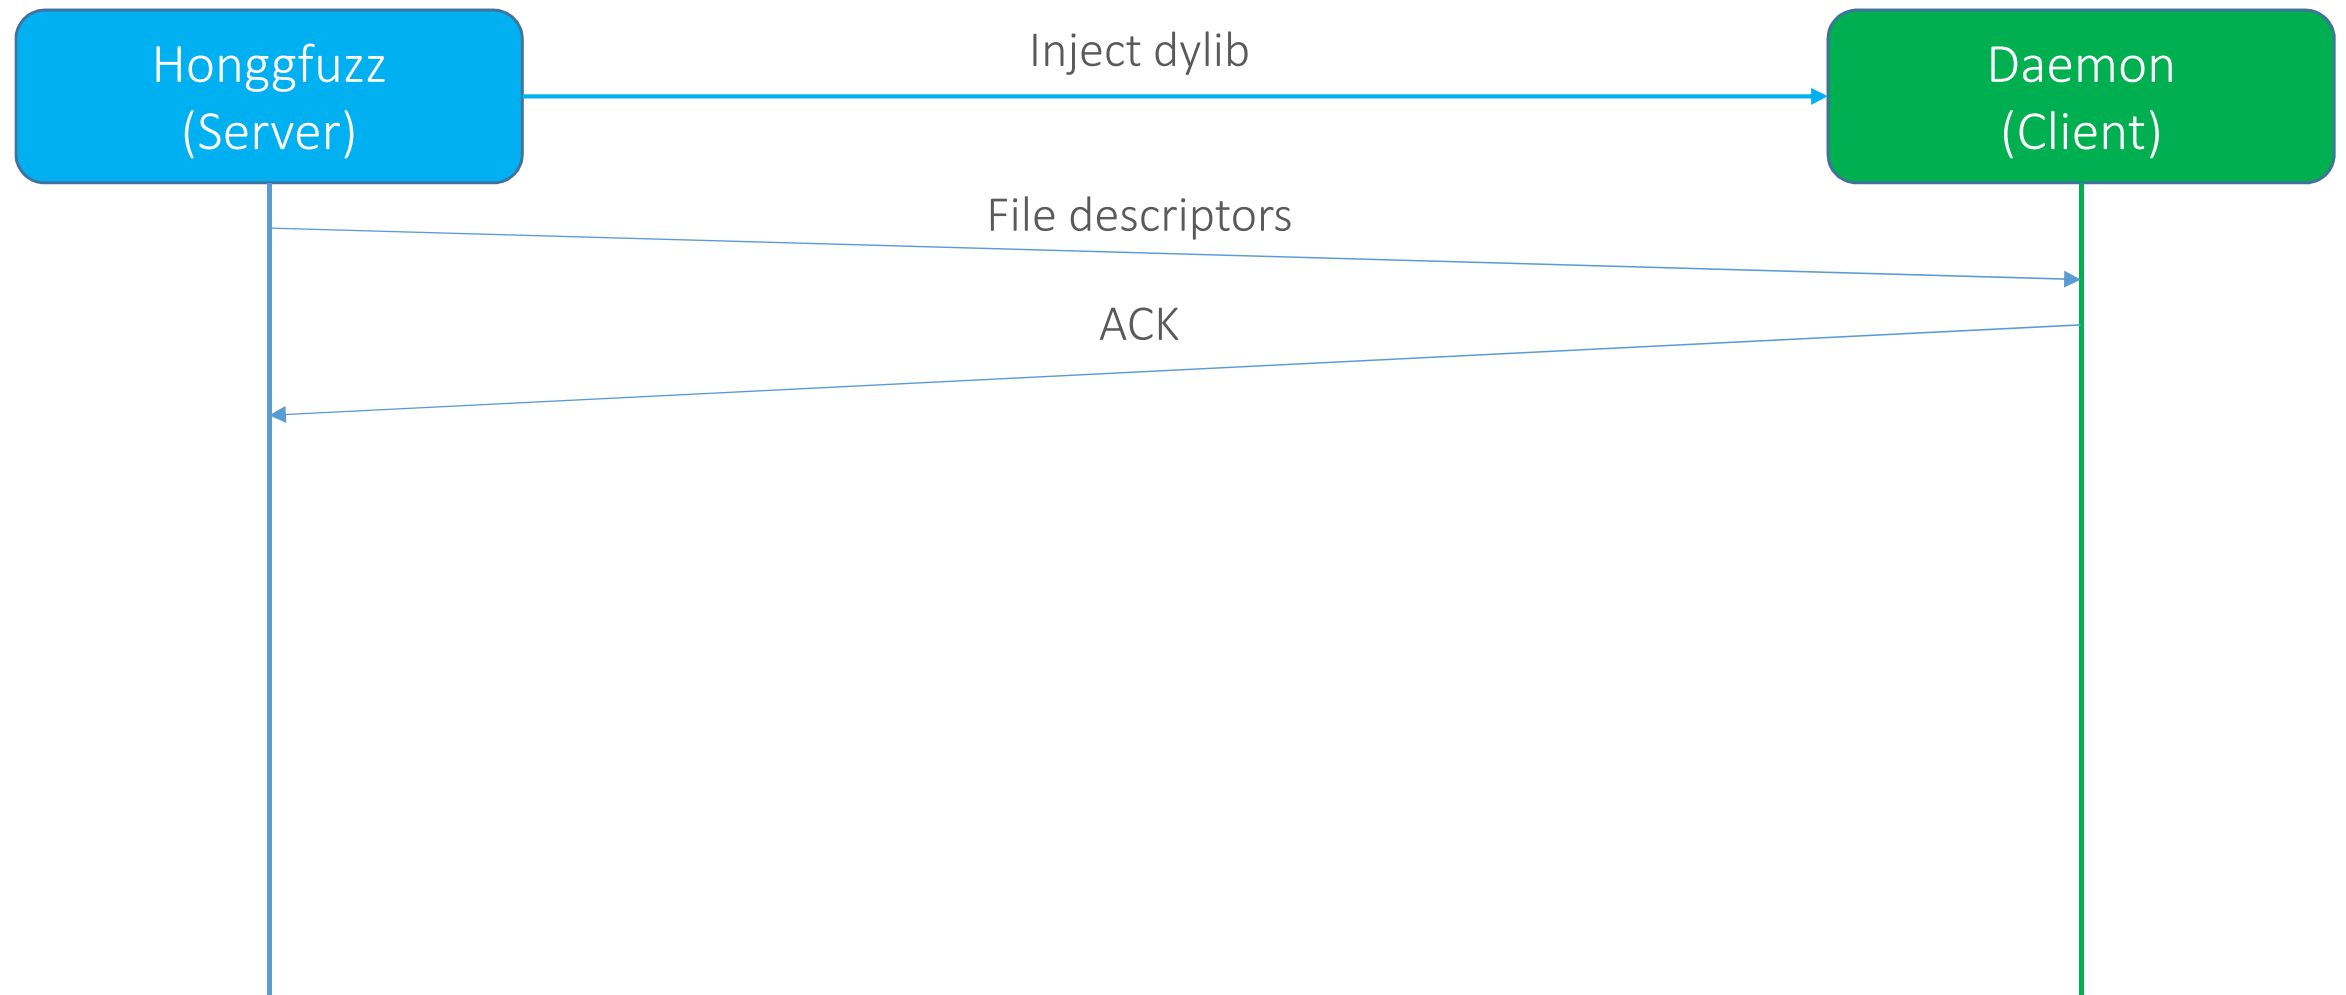 Honggfuzz
(Server)
Inject dylib
Daemon
(Client)
File descriptors
ACK